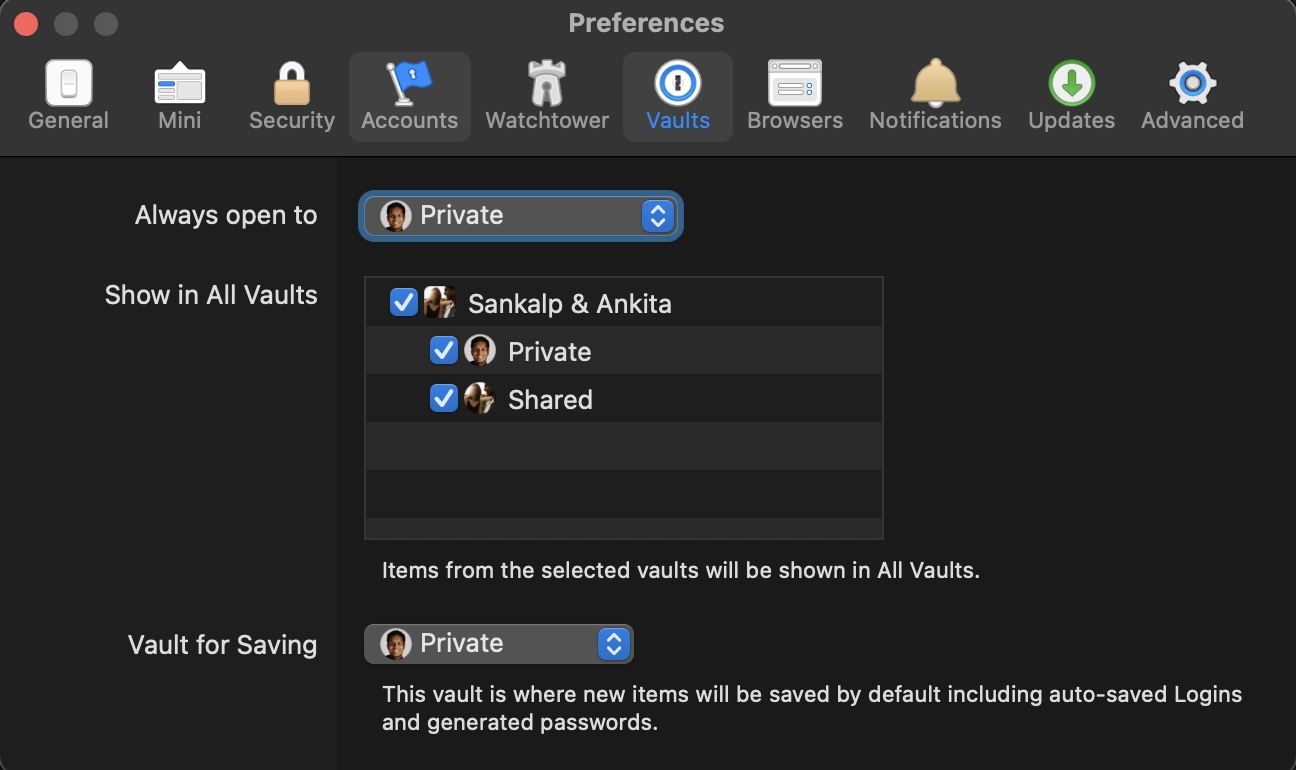 Preferences
General Mini Security Accounts Watchtower Vaults Browsers Notifications Updates Advanced
Always open to Private
Show in All Vaults
Sankalp & Ankita
Private
Shared
Items from the selected vaults will be shown in All Vaults.
Vault for Saving Private
This vault is where new items will be saved by default including auto-saved Logins
and generated passwords.